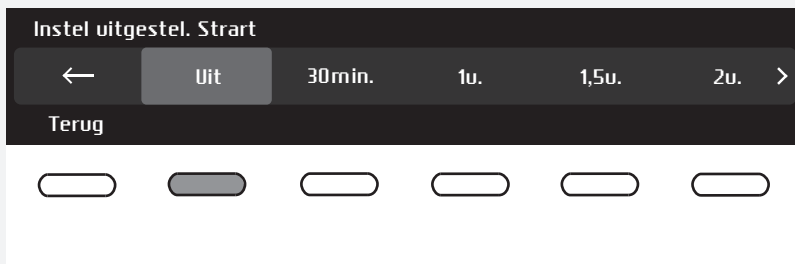 Instel uitgestel. Strart
← Uit 30min. 1u. 1,5u. 2u. >
Terug